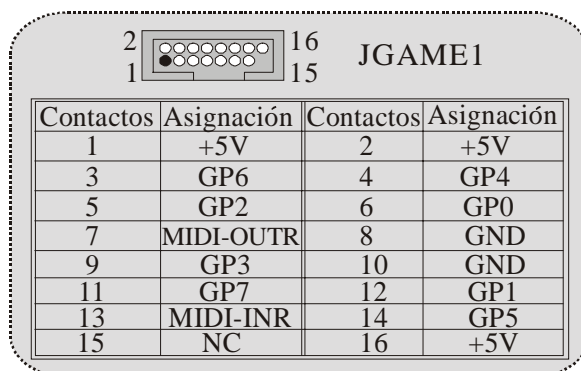 2 16 JGAME1
1 15
Contactos Asignación Contactos Asignación
1 +5V 2 +5V
3 GP6 4 GP4
5 GP2 6 GP0
7 MIDI-OUTR 8 GND
9 GP3 10 GND
11 GP7 12 GP1
13 MIDI-INR 14 GP5
15 NC 16 +5V